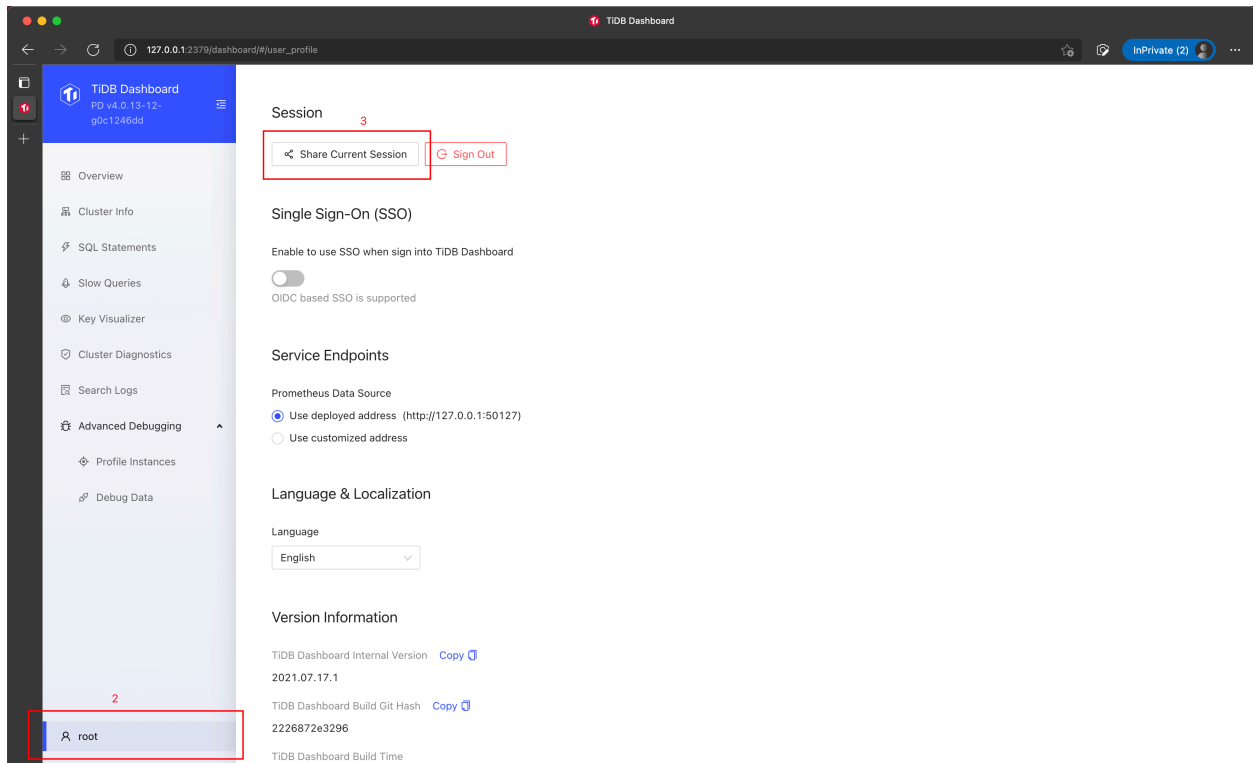 TiDB Dashboard
127.0.0.1:2379/dashboard/#/user_profile
InPrivate (2)
TiDB Dashboard
PD v4.0.13-12-
g0c1246dd
Overview
Cluster Info
SQL Statements
Slow Queries
Key Visualizer
Cluster Diagnostics
Search Logs
Advanced Debugging
Profile Instances
Debug Data
2
root
Session
3
Share Current Session
Sign Out
Single Sign-On (SSO)
Enable to use SSO when sign into TiDB Dashboard
OIDC based SSO is supported
Service Endpoints
Prometheus Data Source
Use deployed address (http://127.0.0.1:50127)
Use customized address
Language & Localization
Language
English
Version Information
TiDB Dashboard Internal Version Copy
2021.07.17.1
TiDB Dashboard Build Git Hash Copy
2226872e3296
TiDB Dashboard Build Time